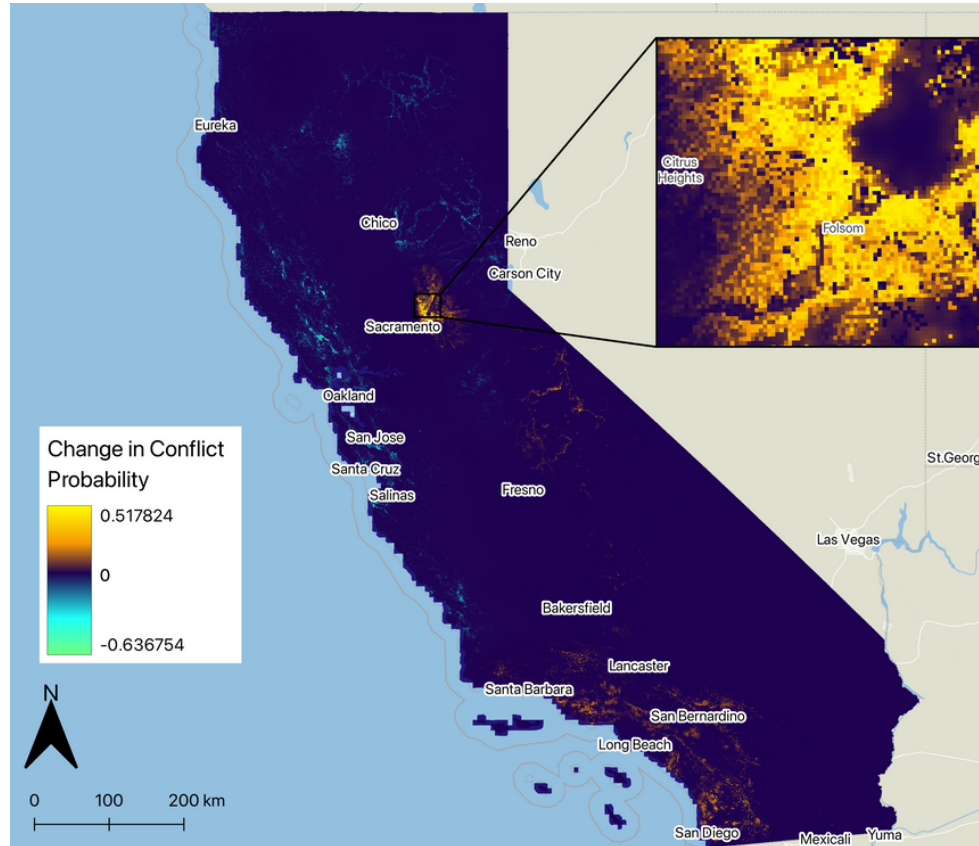 Eureka
Chico
Reno
Carson City
Sacramento
Citrus
Heights
Folsom
Oakland
San Jose
Santa Cruz
Salinas
Fresno
St.Georg
Las Vegas
Bakersfield
Lancaster
Santa Barbara
San Bernardino
Long Beach
San Diego
Mexicali
Yuma
Change in Conflict
Probability
0.517824
0
-0.636754
N
0 100 200 km